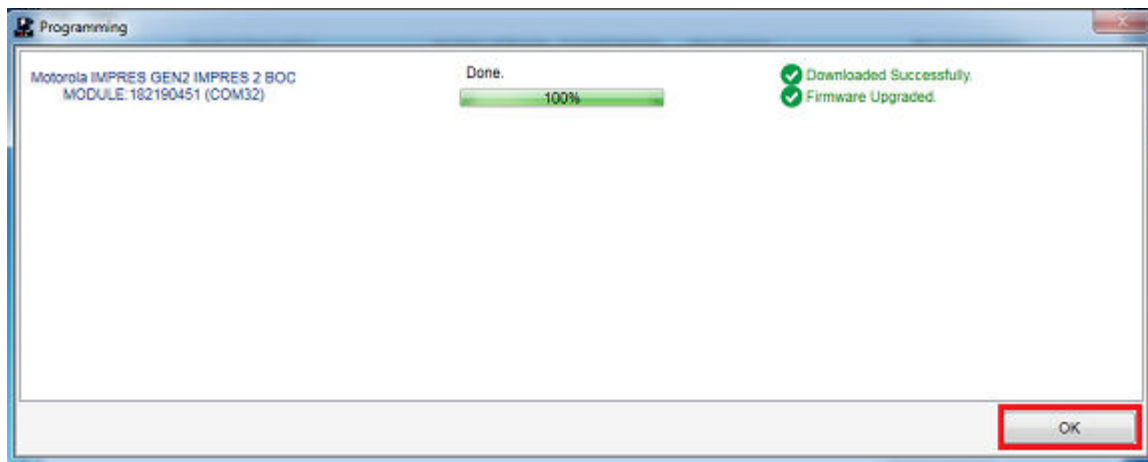 Programming
Motorola IMPRES GEN2 IMPRES 2 BOC
MODULE:182190451 (COM32)
Done.
100%
Downloaded Successfully.
Firmware Upgraded.
OK